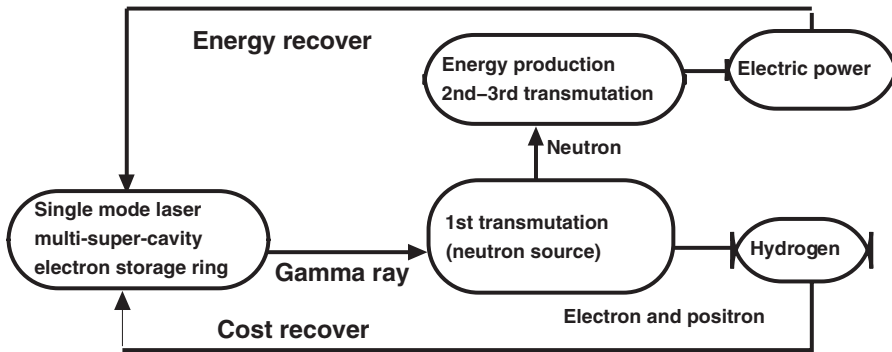 Energy recover
Energy production
2nd–3rd transmutation
Electric power
Neutron
Single mode laser
multi-super-cavity
electron storage ring
Gamma ray
1st transmutation
(neutron source)
Hydrogen
Electron and positron
Cost recover